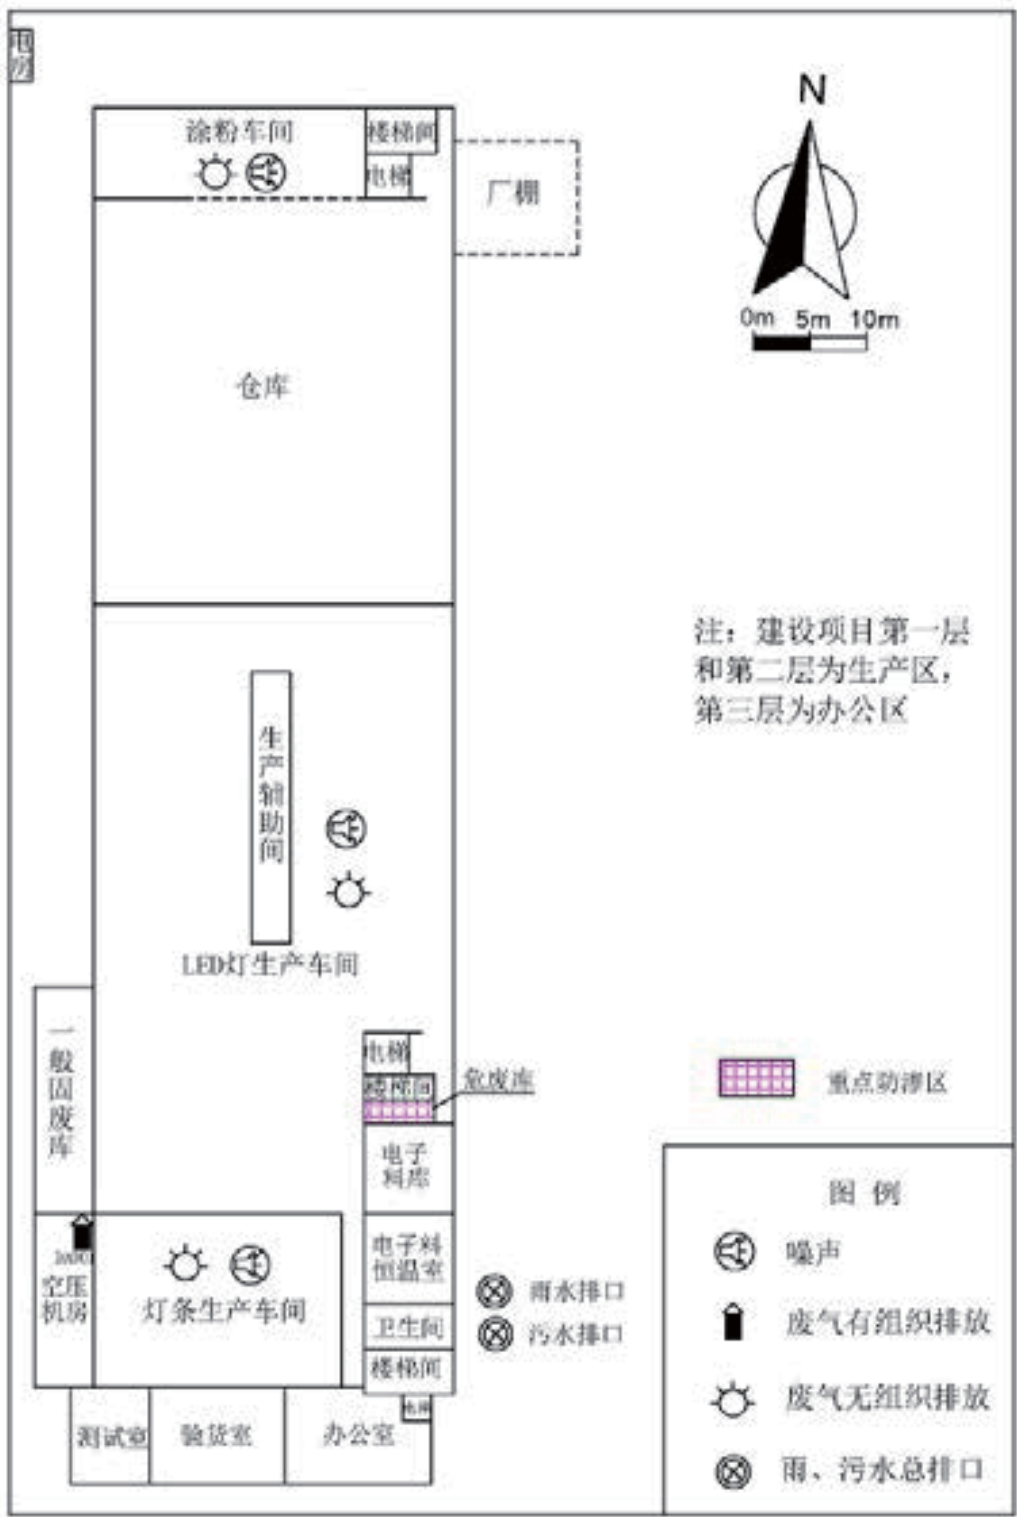 电
房
N
涂粉车间
楼梯间
电梯
厂棚
0m 5m 10m
仓库
注：建设项目第一层
和第二层为生产区，
第三层为办公区
生产辅助间
LED灯生产车间
一般固废库
电梯
楼梯间
危废库
重点防渗区
电子
料库
图 例
电子料
恒温室
噪声
空压
机房
灯条生产车间
雨水排口
卫生间
污水排口
废气有组织排放
楼梯间
废气无组织排放
电梯
测试室
验货室
办公室
雨、污水总排口